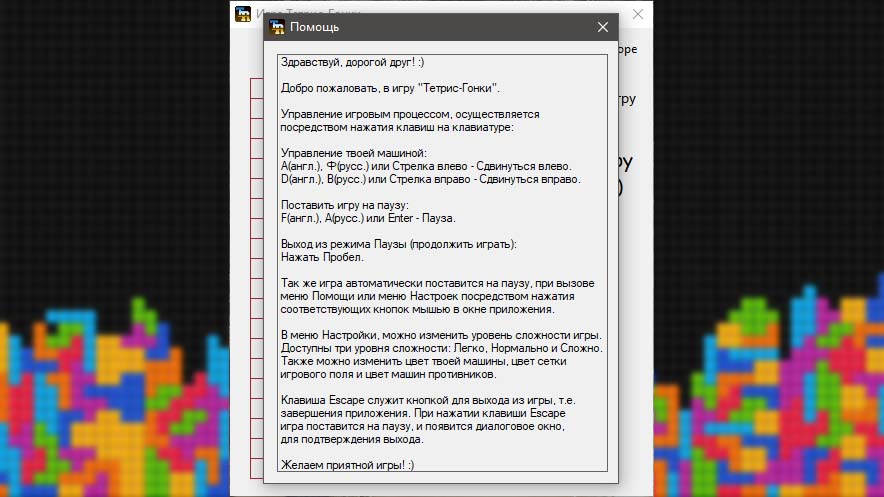 Игра Тетрис-Гонки
Помощь
Здравствуй, дорогой друг! :)
Добро пожаловать, в игру "Тетрис-Гонки".
Управление игровым процессом, осуществляется
посредством нажатия клавиш на клавиатуре:
Управление твоей машиной:
A(англ.), Ф(русс.) или Стрелка влево - Сдвинуться влево.
D(англ.), В(русс.) или Стрелка вправо - Сдвинуться вправо.
Поставить игру на паузу:
F(англ.), А(русс.) или Enter - Пауза.
Выход из режима Паузы (продолжить играть):
Нажать Пробел.
Так же игра автоматически поставится на паузу, при вызове
меню Помощи или меню Настроек посредством нажатия
соответствующих кнопок мышью в окне приложения.
В меню Настройки, можно изменить уровень сложности игры.
Доступны три уровня сложности: Легко, Нормально и Сложно.
Также можно изменить цвет твоей машины, цвет сетки
игрового поля и цвет машин противников.
Клавиша Escape служит кнопкой для выхода из игры, т.е.
завершения приложения. При нажатии клавиши Escape
игра поставится на паузу, и появится диалоговое окно,
для подтверждения выхода.
Желаем приятной игры! :)